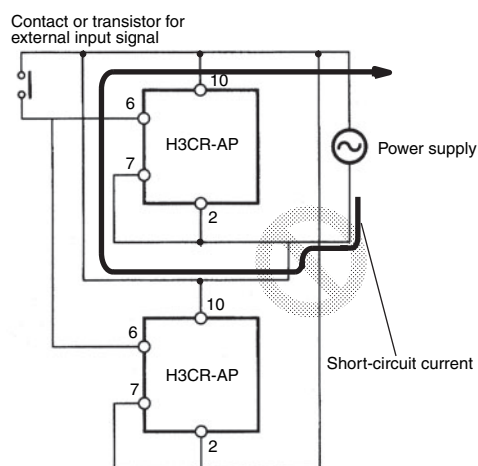 Contact or transistor for
external input signal
10
6
H3CR-AP
7
2
Power supply
10
6
H3CR-AP
7
2
Short-circuit current